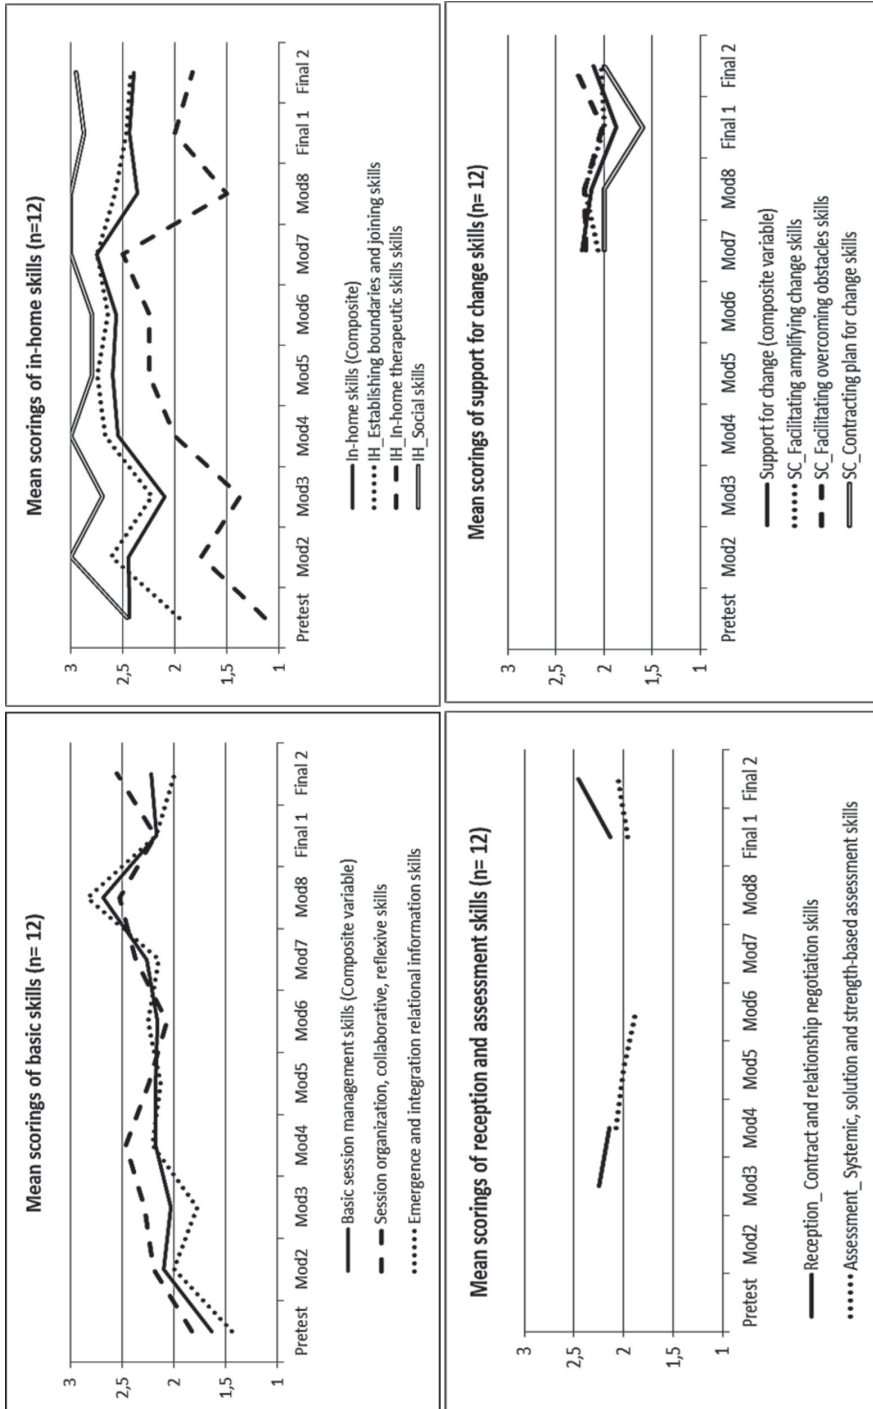 Mean scorings of basic skills (n= 12)
3
2,5
2
1,5
1
Pretest Mod2 Mod3 Mod4 Mod5 Mod6 Mod7 Mod8 Final 1 Final 2
Basic session management skills (Composite variable)
Session organization, collaborative, reflexive skills
Emergence and integration relational information skills
Mean scorings of in-home skills (n=12)
3
2,5
2
1,5
1
Pretest Mod2 Mod3 Mod4 Mod5 Mod6 Mod7 Mod8 Final 1 Final 2
In-home skills (Composite)
IH_Establishing boundaries and joining skills
IH_In-home therapeutic skills skills
IH_Social skills
Mean scorings of reception and assessment skills (n= 12)
3
2,5
2
1,5
1
Pretest Mod2 Mod3 Mod4 Mod5 Mod6 Mod7 Mod8 Final 1 Final 2
Reception_ Contract and relationship negotiation skills
Assessment_ Systemic, solution and strength-based assessment skills
Mean scorings of support for change skills (n= 12)
3
2,5
2
1,5
1
Pretest Mod2 Mod3 Mod4 Mod5 Mod6 Mod7 Mod8 Final 1 Final 2
Support for change (composite variable)
SC_Facilitating amplifying change skills
SC_Facilitating overcoming obstacles skills
SC_Contracting plan for change skills